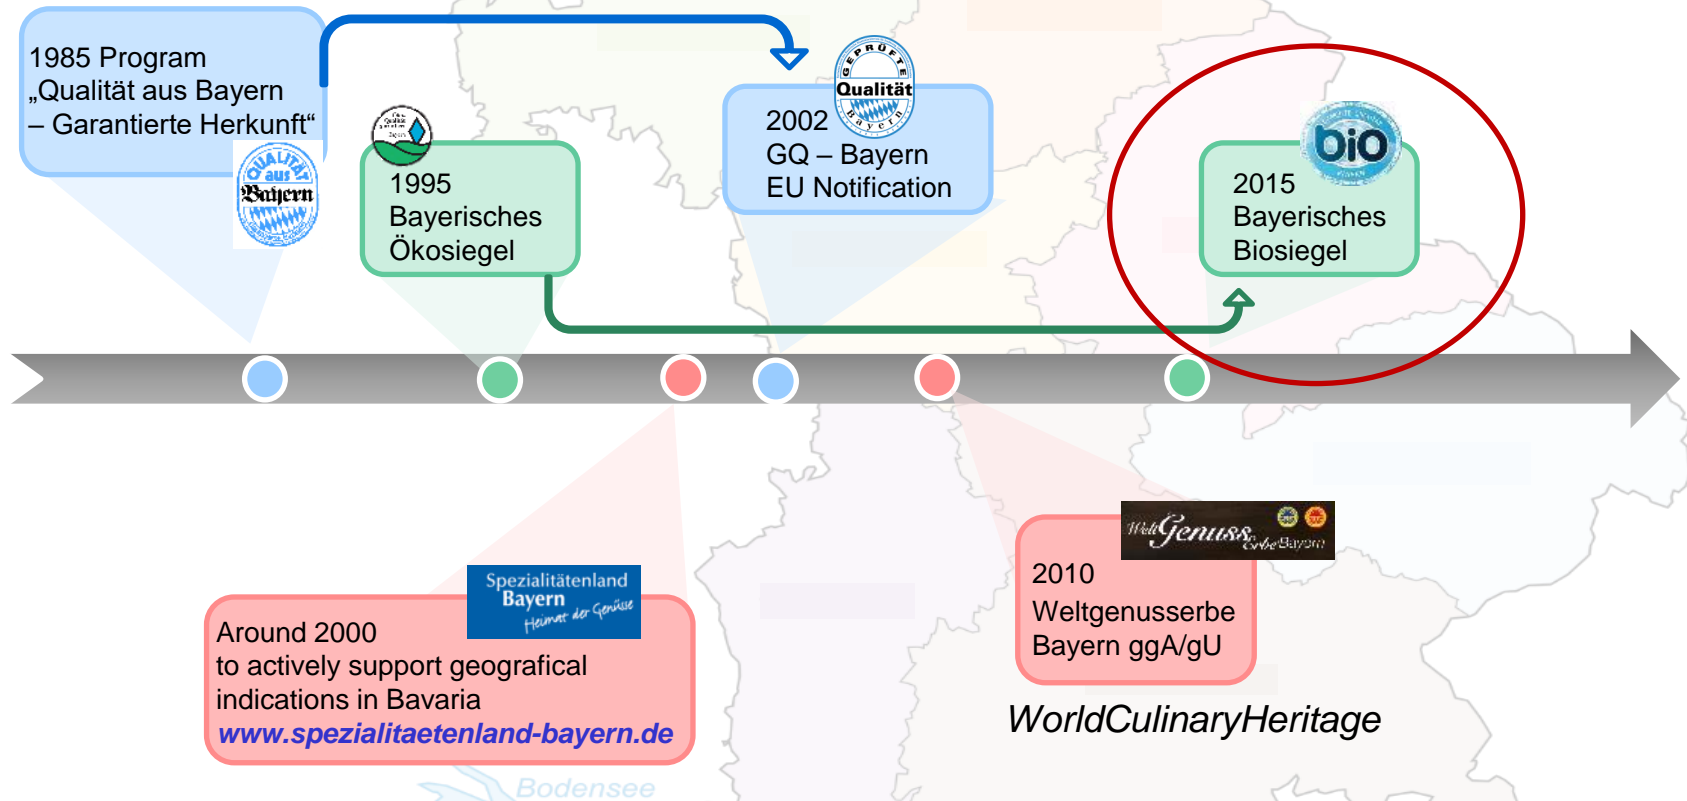 1985 Program
„Qualität aus Bayern
– Garantierte Herkunft“
QUALITÄT
aus
Bayern
1995
Bayerisches
Ökosiegel
GEPRÜFTE
Qualität
Bayern
2002
GQ – Bayern
EU Notification
bio
2015
Bayerisches
Biosiegel
Spezialitätenland
Bayern
Heimat der Genüsse
Around 2000
to actively support geografical
indications in Bavaria
www.spezialitaetenland-bayern.de
WeltGenussErbeBayern
2010
Weltgenusserbe
Bayern ggA/gU
WorldCulinaryHeritage
Bodensee